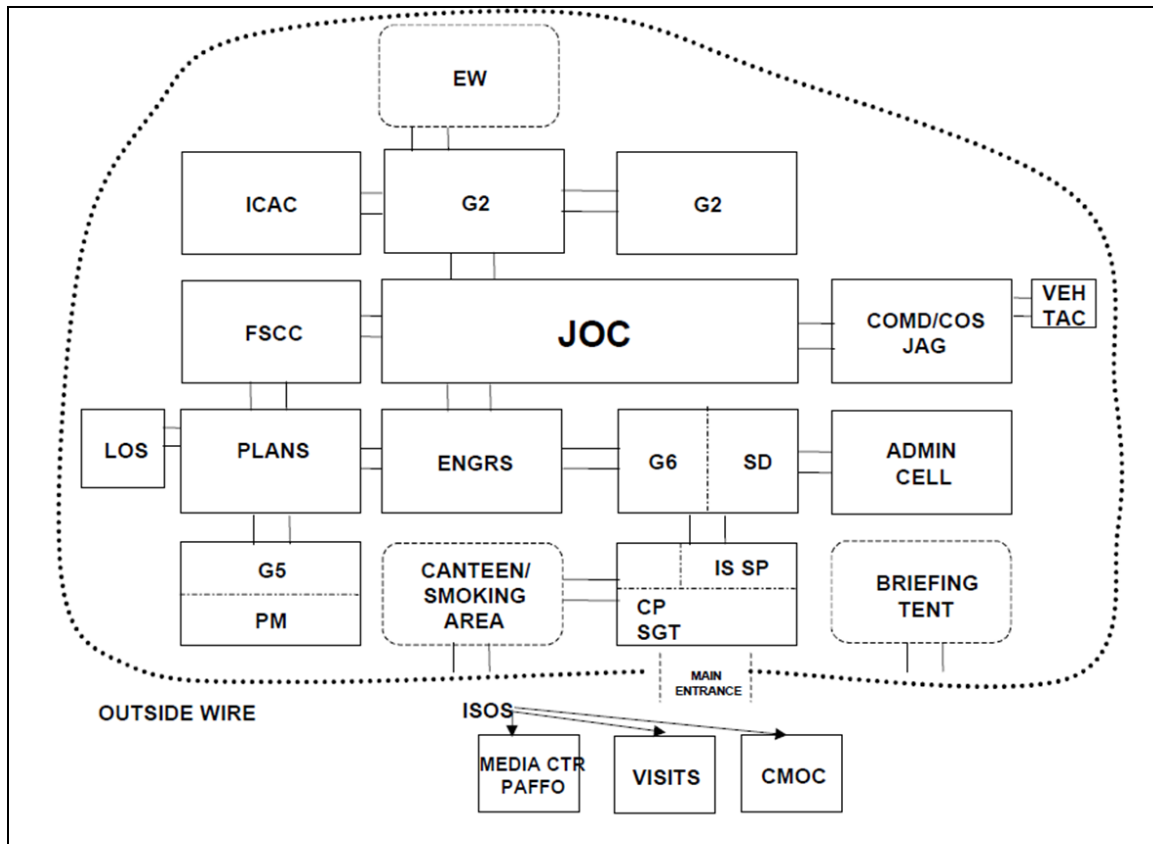 EW
ICAC
G2
G2
FSCC
JOC
COMD/COS
JAG
VEH
TAC
LOS
PLANS
ENGRS
G6
SD
ADMIN
CELL
G5
PM
CANTEEN/
SMOKING
AREA
IS SP
CP
SGT
BRIEFING
TENT
MAIN
ENTRANCE
OUTSIDE WIRE
ISOS
MEDIA CTR
PAFFO
VISITS
CMOC